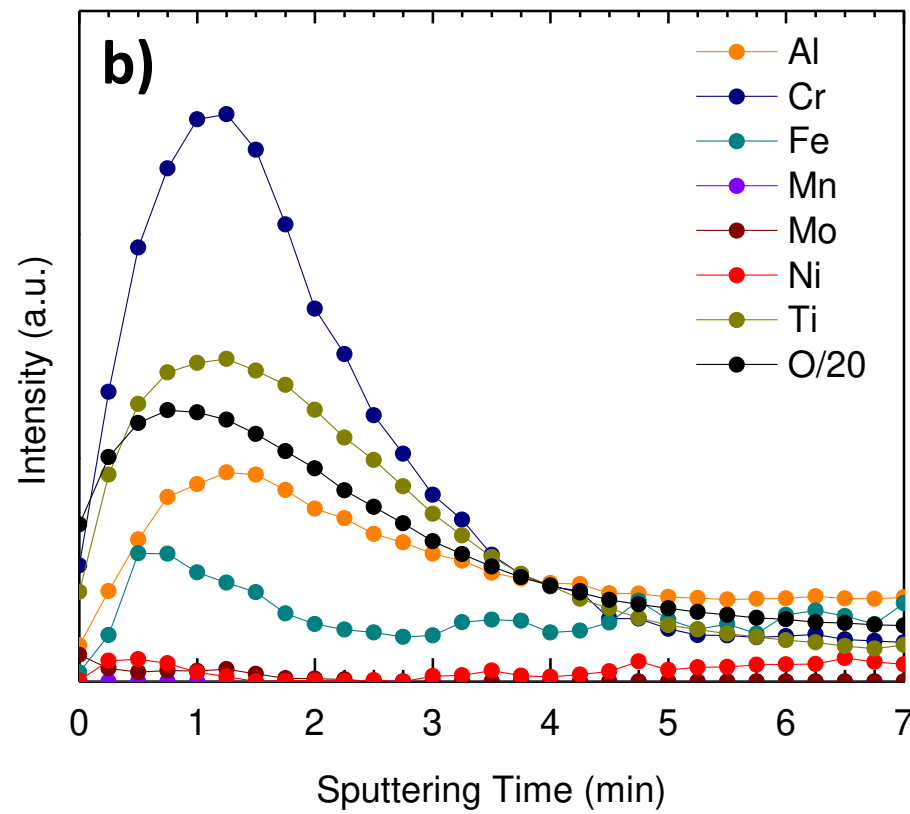 b)
Al
Cr
Fe
Mn
Mo
Ni
Ti
O/20
Intensity (a.u.)
0 1 2 3 4 5 6 7
Sputtering Time (min)